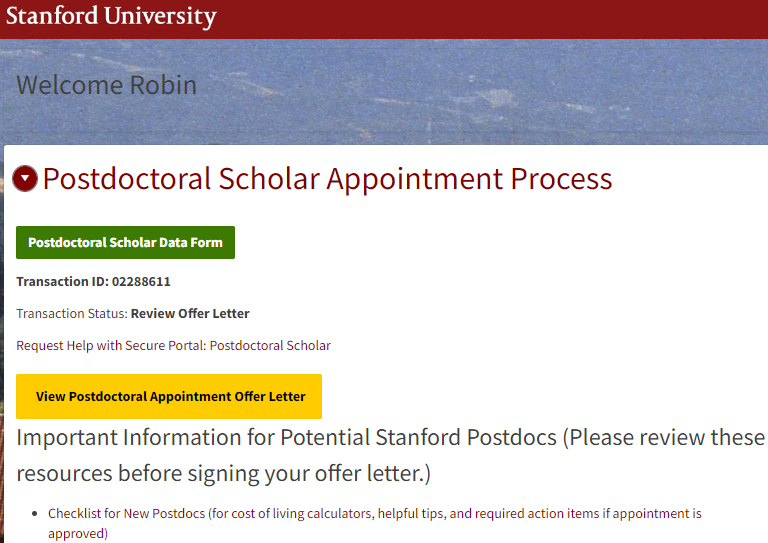 Stanford University
Welcome Robin
Postdoctoral Scholar Appointment Process
Postdoctoral Scholar Data Form
Transaction ID: 02288611
Transaction Status: Review Offer Letter
Request Help with Secure Portal: Postdoctoral Scholar
View Postdoctoral Appointment Offer Letter
Important Information for Potential Stanford Postdocs (Please review these
resources before signing your offer letter.)
• Checklist for New Postdocs (for cost of living calculators, helpful tips, and required action items if appointment is
approved)